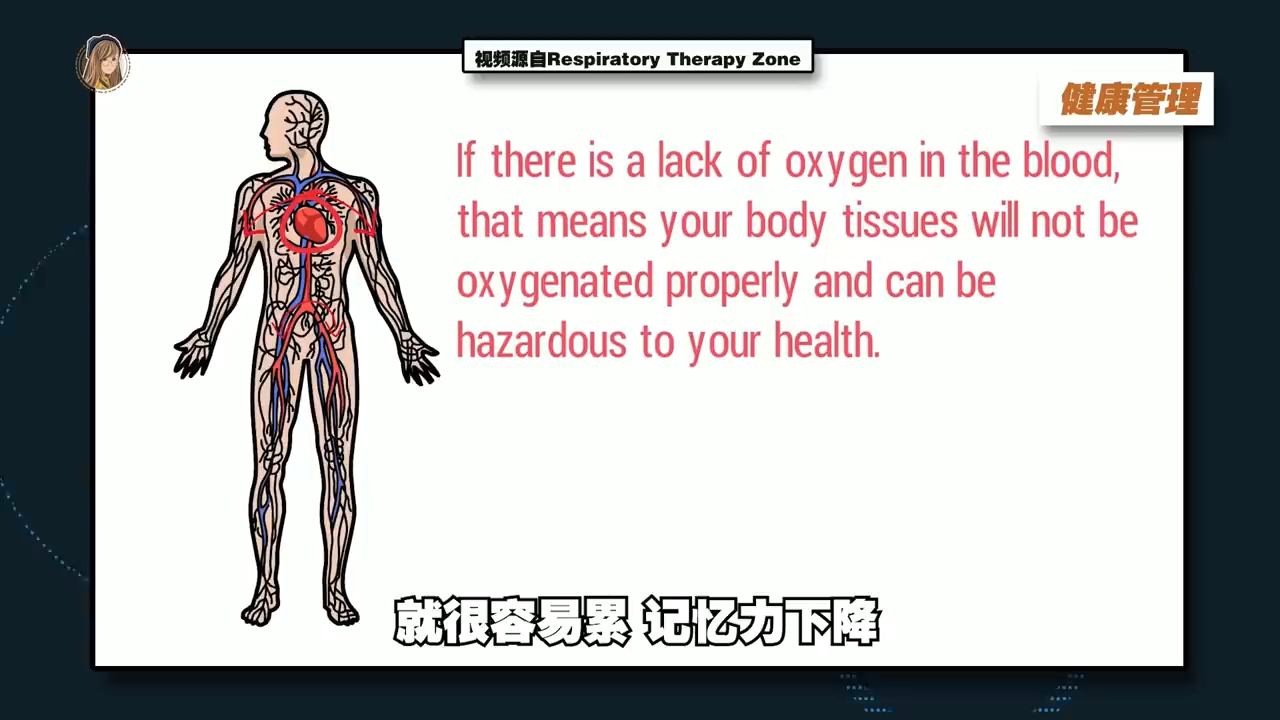 视频源自Respiratory Therapy Zone
健康管理
If there is a lack of oxygen in the blood,
that means your body tissues will not be
oxygenated properly and can be
hazardous to your health.
就很容易累 记忆力下降